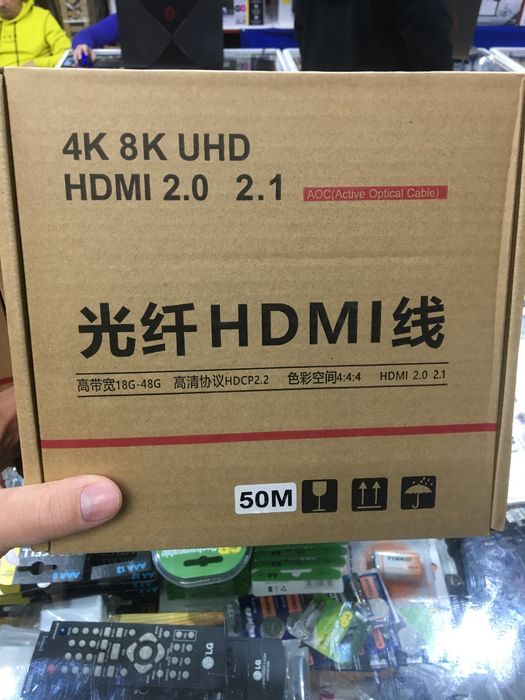 4K 8K UHD
HDMI 2.0 2.1
AOC(Active Optical Cable)
光纤HDMI线
高带宽18G-48G 高清协议HDCP2.2 色彩空间4:4:4 HDMI 2.0 2.1
50M
LG
LG